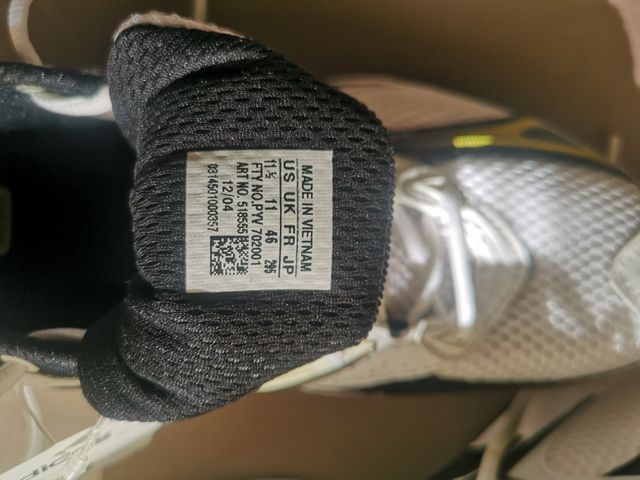 MADE IN VIETNAM
US UK FR JP
11½ 11 46 295
FTY NO.PYV 702001
ART NO. 518565
12/04